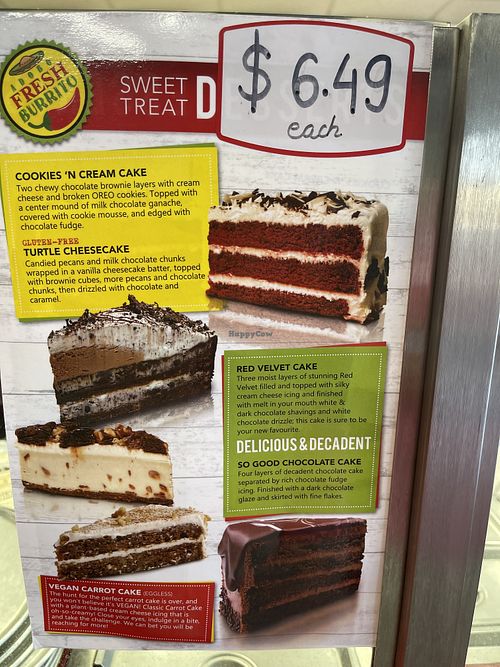 100%
FRESH
BURRITO
SWEET
TREAT
D
$ 6.49
each
COOKIES 'N CREAM CAKE
Two chewy chocolate brownie layers with cream
cheese and broken OREO cookies. Topped with
a center mound of milk chocolate ganache,
covered with cookie mousse, and edged with
chocolate fudge.
GLUTEN-FREE
TURTLE CHEESECAKE
Candied pecans and milk chocolate chunks
wrapped in a vanilla cheesecake batter, topped
with brownie cubes, more pecans and chocolate
chunks, then drizzled with chocolate and
caramel.
HappyCow
RED VELVET CAKE
Three moist layers of stunning Red
Velvet filled and topped with silky
cream cheese icing and finished
with melt in your mouth white &
dark chocolate shavings and white
chocolate drizzle; this cake is sure to be
your new favourite.
DELICIOUS & DECADENT
SO GOOD CHOCOLATE CAKE
Four layers of decadent chocolate cake
separated by rich chocolate fudge
icing. Finished with a dark chocolate
glaze and skirted with fine flakes.
VEGAN CARROT CAKE (EGGLESS)
The hunt for the perfect carrot cake is over, and
you won't believe it's VEGAN! Classic Carrot Cake
with a plant-based cream cheese icing that is
oh-so-creamy! Close your eyes, indulge in a bite,
and take the challenge. We can bet you will be
reaching for more!